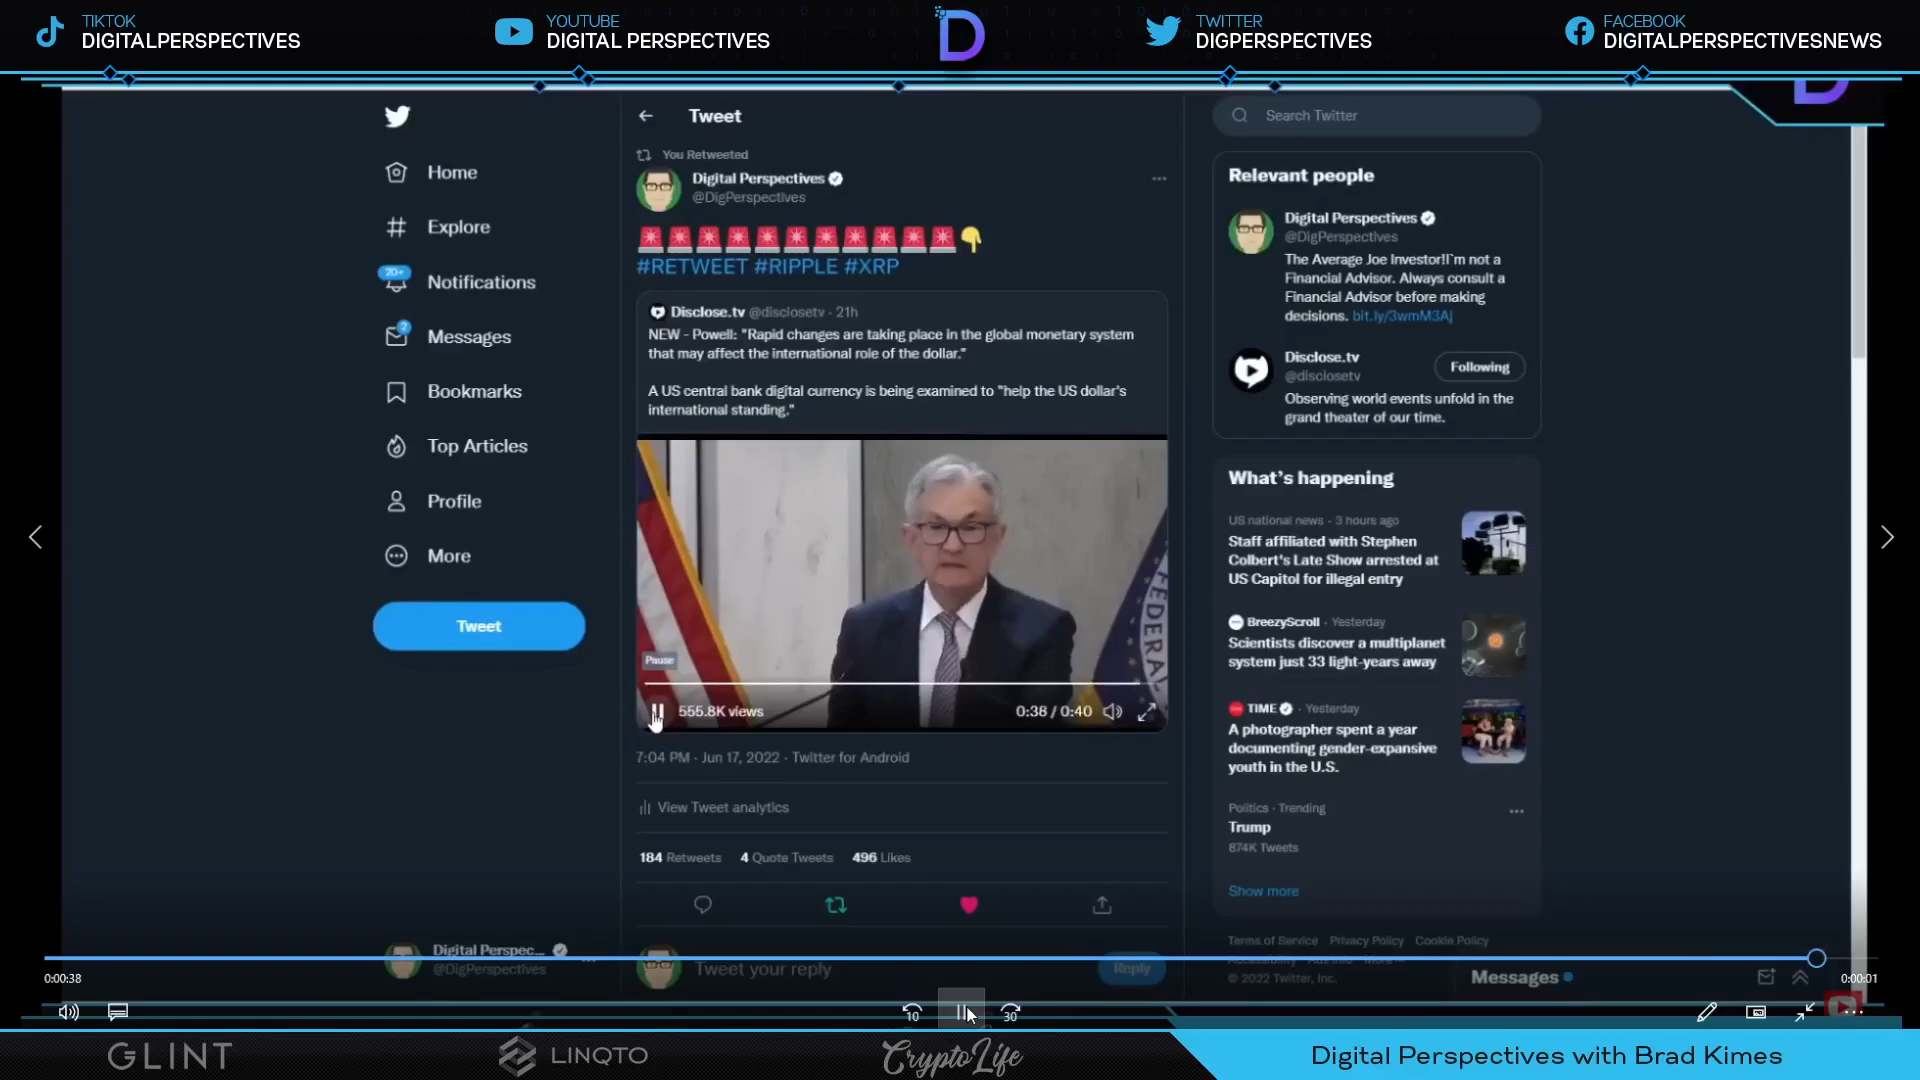 TIKTOK
DIGITALPERSPECTIVES
YOUTUBE
DIGITAL PERSPECTIVES
D
TWITTER
DIGPERSPECTIVES
FACEBOOK
DIGITALPERSPECTIVESNEWS
Home
Explore
20+
Notifications
2
Messages
Bookmarks
Top Articles
Profile
More
Tweet
Digital Perspec...
@DigPerspectives
Tweet
You Retweeted
Digital Perspectives
@DigPerspectives
#RETWEET #RIPPLE #XRP
Disclose.tv @disclosetv · 21h
NEW - Powell: "Rapid changes are taking place in the global monetary system
that may affect the international role of the dollar."
A US central bank digital currency is being examined to "help the US dollar's
international standing."
FEDERAL
Pause
555.8K views
0:38 / 0:40
7:04 PM · Jun 17, 2022 · Twitter for Android
View Tweet analytics
184 Retweets 4 Quote Tweets 496 Likes
Tweet your reply
Reply
Search Twitter
Relevant people
Digital Perspectives
@DigPerspectives
The Average Joe Investor!I`m not a
Financial Advisor. Always consult a
Financial Advisor before making
decisions. bit.ly/3wmM3Aj
Disclose.tv
@disclosetv
Following
Observing world events unfold in the
grand theater of our time.
What's happening
US national news · 3 hours ago
Staff affiliated with Stephen
Colbert's Late Show arrested at
US Capitol for illegal entry
BreezyScroll · Yesterday
Scientists discover a multiplanet
system just 33 light-years away
TIME · Yesterday
A photographer spent a year
documenting gender-expansive
youth in the U.S.
Politics · Trending
Trump
874K Tweets
Show more
Terms of Service Privacy Policy Cookie Policy
© 2022 Twitter, Inc.
Messages
0:00:38
0:00:01
10
30
GLINT
LINQTO
CryptoLife
Digital Perspectives with Brad Kimes